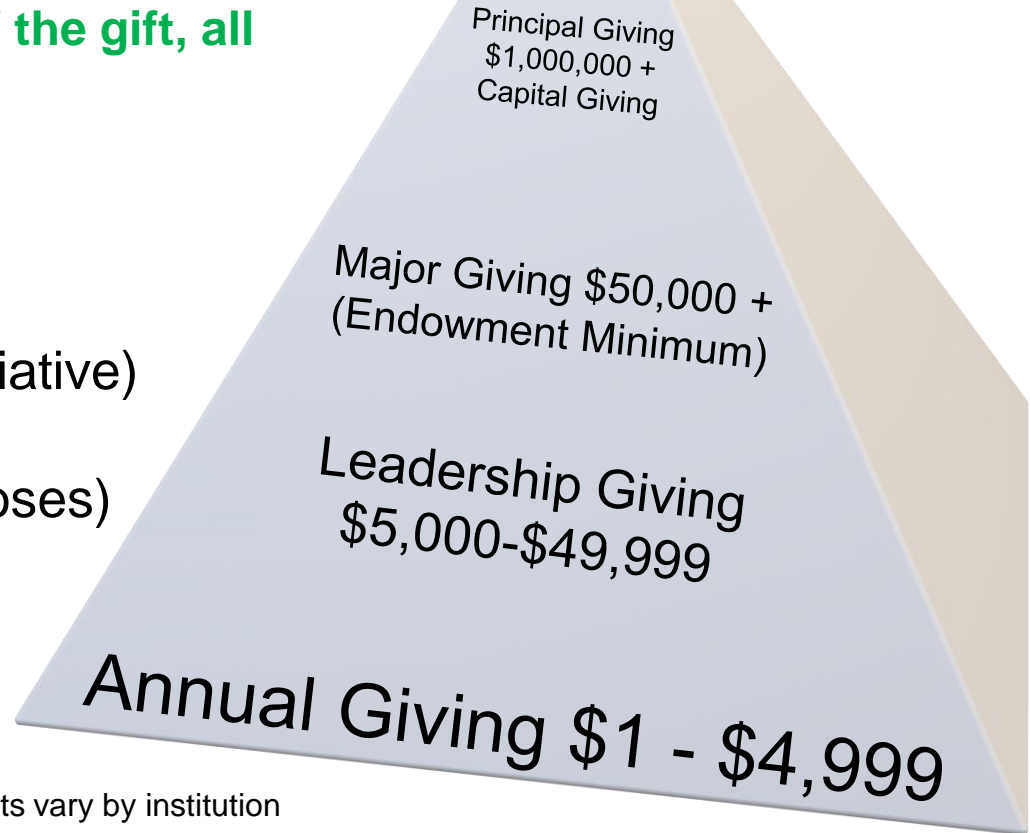 the gift, all
Principal Giving
$1,000,000 +
Capital Giving
Major Giving $50,000 +
(Endowment Minimum)
iative)
Leadership Giving
$5,000-$49,999
oses)
Annual Giving $1 - $4,999
ts vary by institution